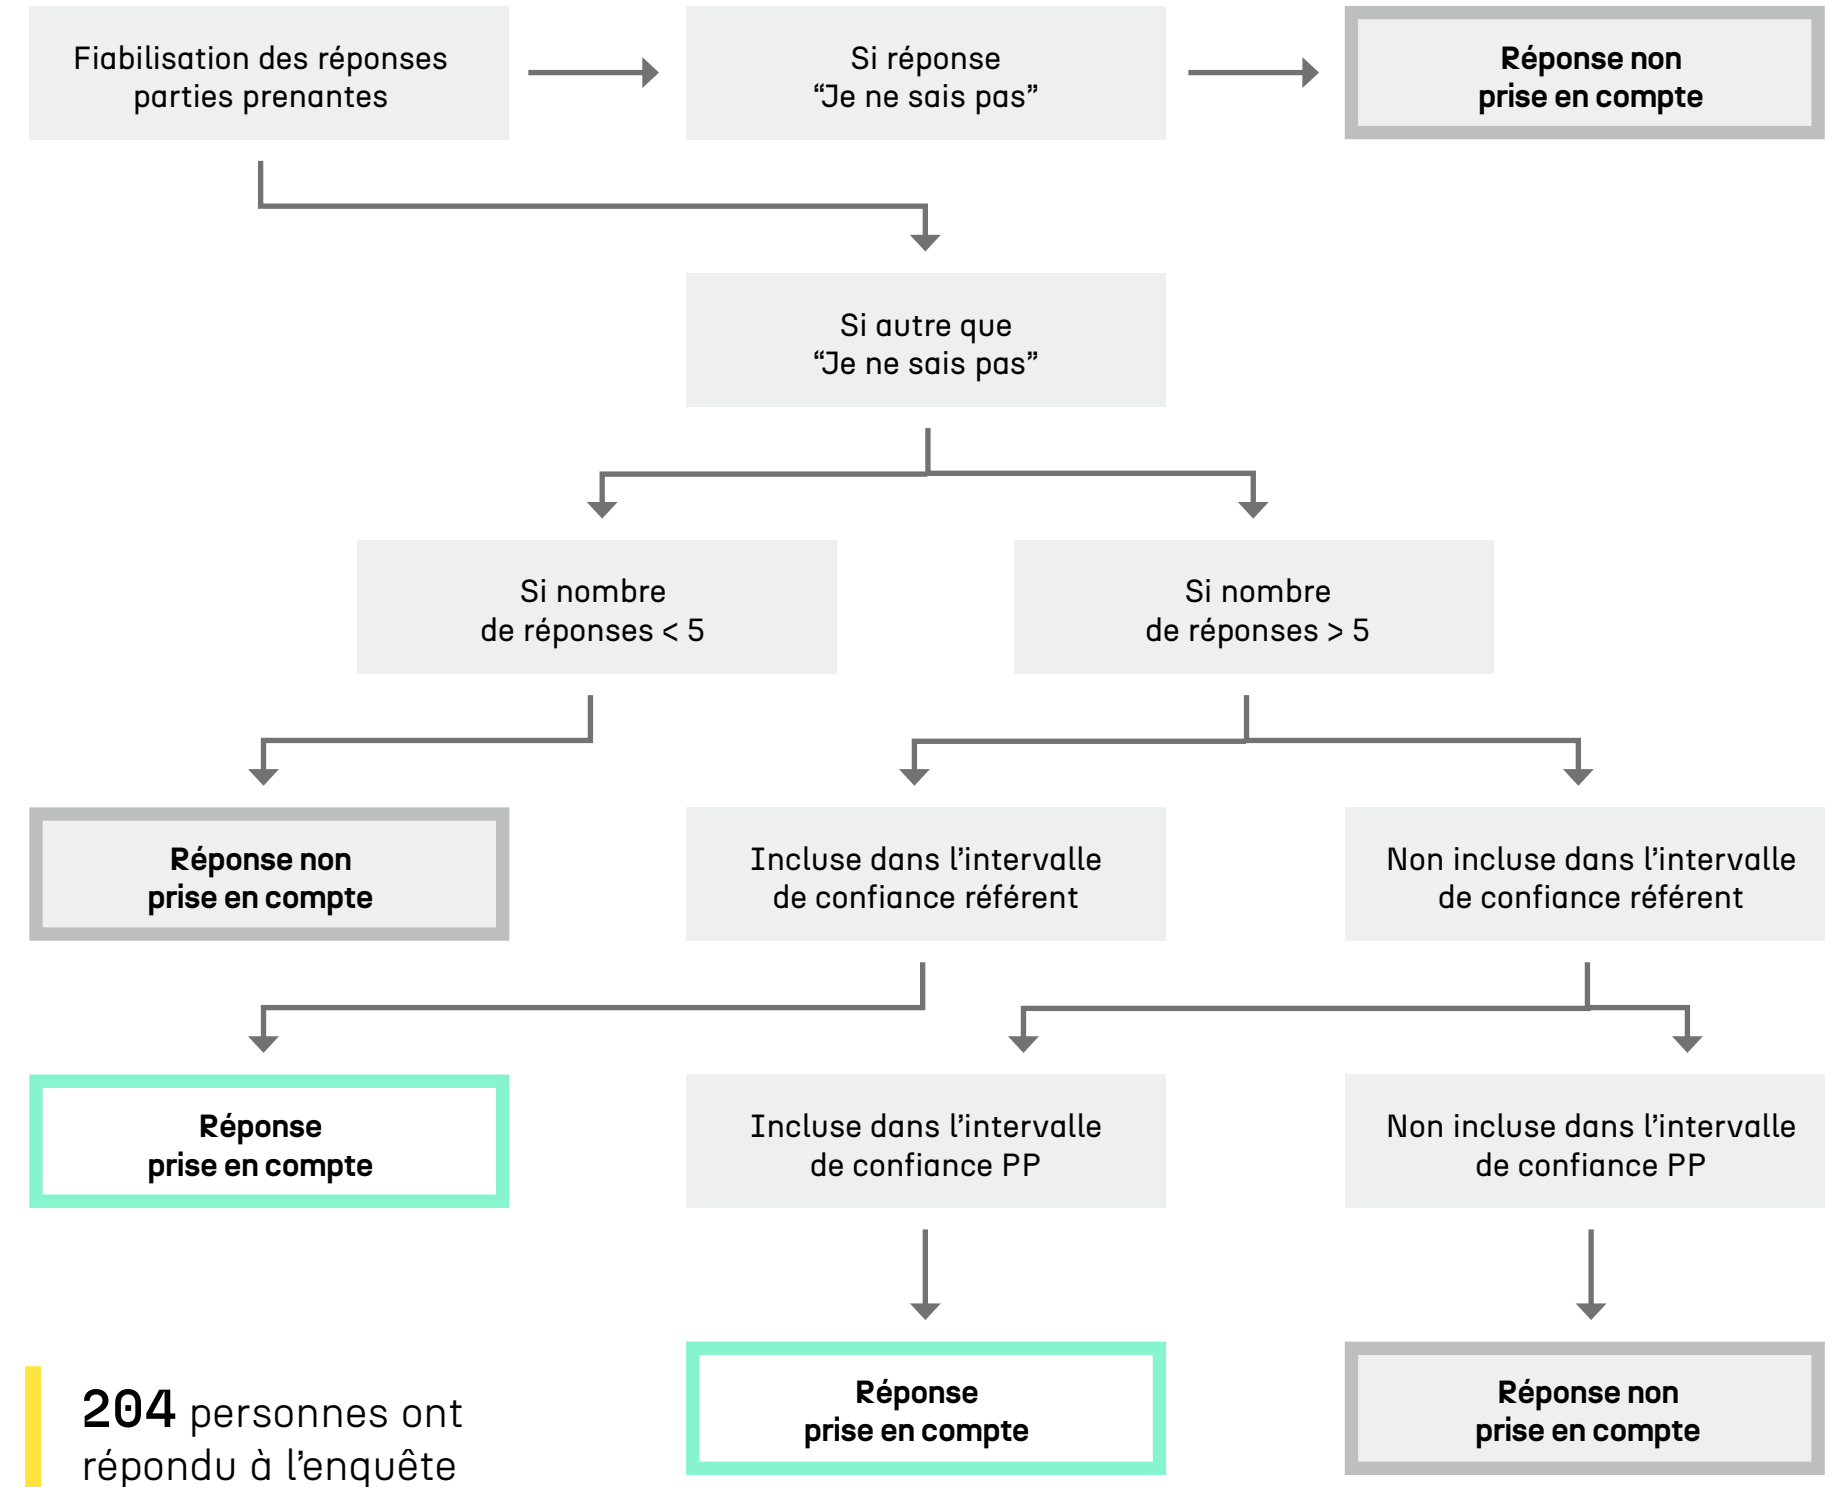 Fiabilisation des réponses
parties prenantes
Si réponse
“Je ne sais pas”
Réponse non
prise en compte
Si autre que
“Je ne sais pas”
Si nombre
de réponses < 5
Si nombre
de réponses > 5
Réponse non
prise en compte
Incluse dans l’intervalle
de confiance référent
Non incluse dans l’intervalle
de confiance référent
Réponse
prise en compte
Incluse dans l’intervalle
de confiance PP
Non incluse dans l’intervalle
de confiance PP
Réponse
prise en compte
Réponse non
prise en compte
204 personnes ont
répondu à l’enquête